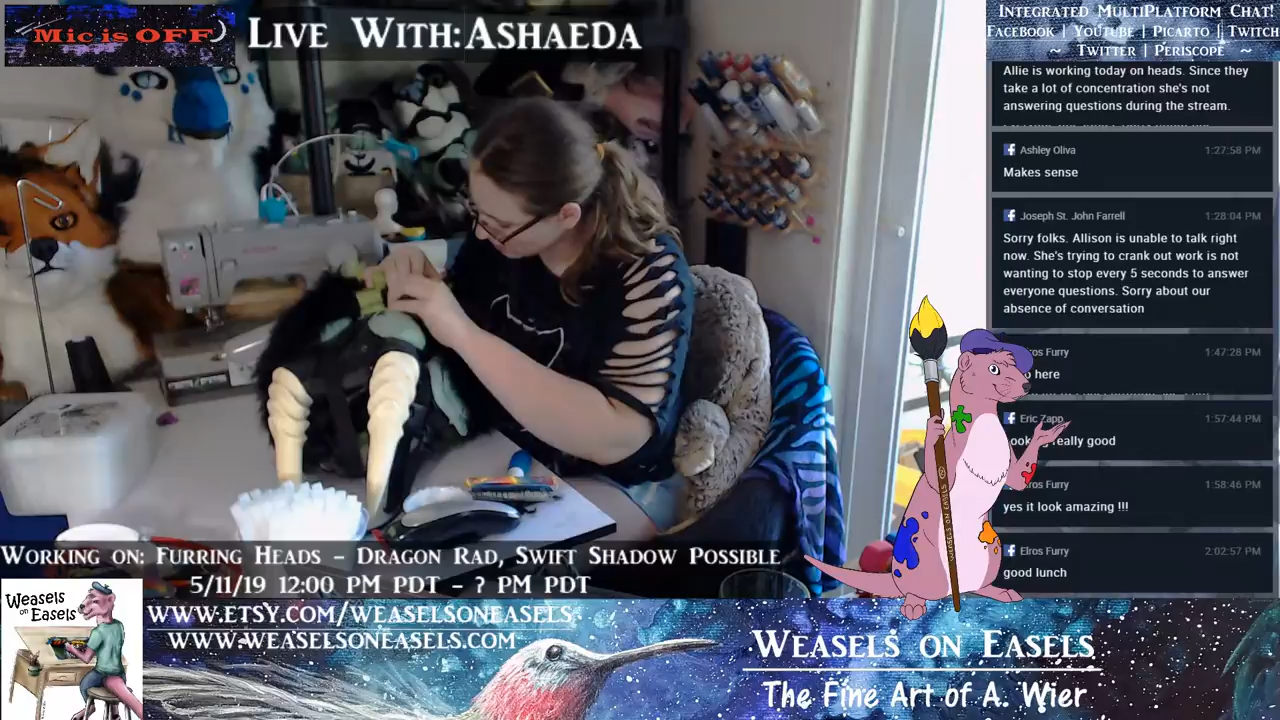 Mic is OFF
Live With: Ashaeda
Integrated MultiPlatform Chat!
Facebook | Youtube | Picarto | Twitch
~ Twitter | Periscope ~
Allie is working today on heads. Since they
take a lot of concentration she's not
answering questions during the stream.
Ashley Oliva 1:27:58 PM
Makes sense
Joseph St. John Farrell 1:28:04 PM
Sorry folks. Allison is unable to talk right
now. She's trying to crank out work is not
wanting to stop every 5 seconds to answer
everyone questions. Sorry about our
absence of conversation
Furry 1:47:28 PM
here
Eric Zapp 1:57:44 PM
really good
Furry 1:58:46 PM
yes it look amazing !!!
Elros Furry 2:02:57 PM
good lunch
Weasels on Easels
Working on: Furring Heads – Dragon Rad, Swift Shadow Possible
5/11/19 12:00 PM PDT – ? PM PDT
Weasels
on Easels
www.etsy.com/weaselsoneasels
www.weaselsoneasels.com
Weasels on Easels
The Fine Art of A. Wier